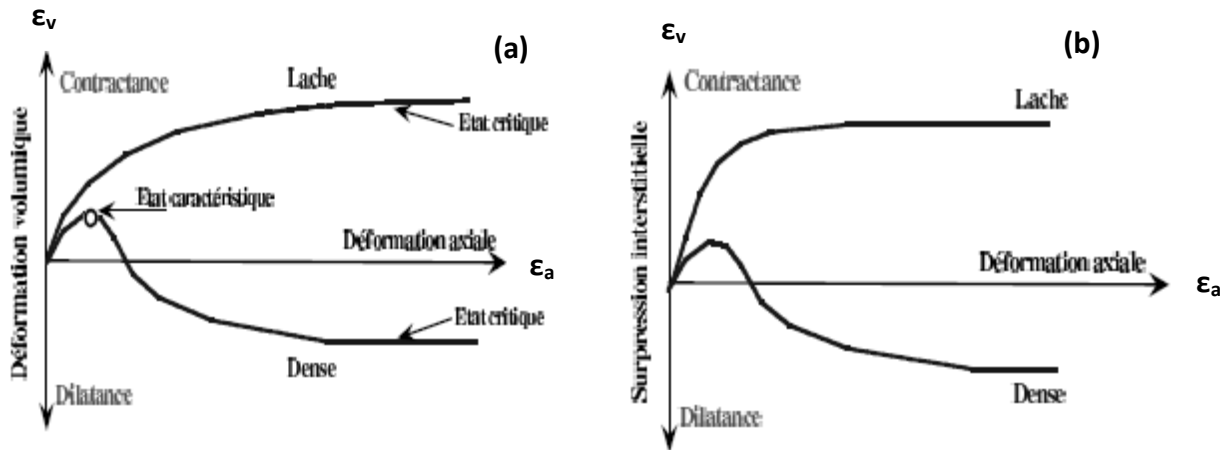 εv
(a)
Contractance
Lache
Etat critique
Etat caractéristique
Déformation volumique
Déformation axiale
εa
Etat critique
Dense
Dilatance
εv
(b)
Contractance
Lache
Surpression interstitielle
Déformation axiale
εa
Dense
Dilatance